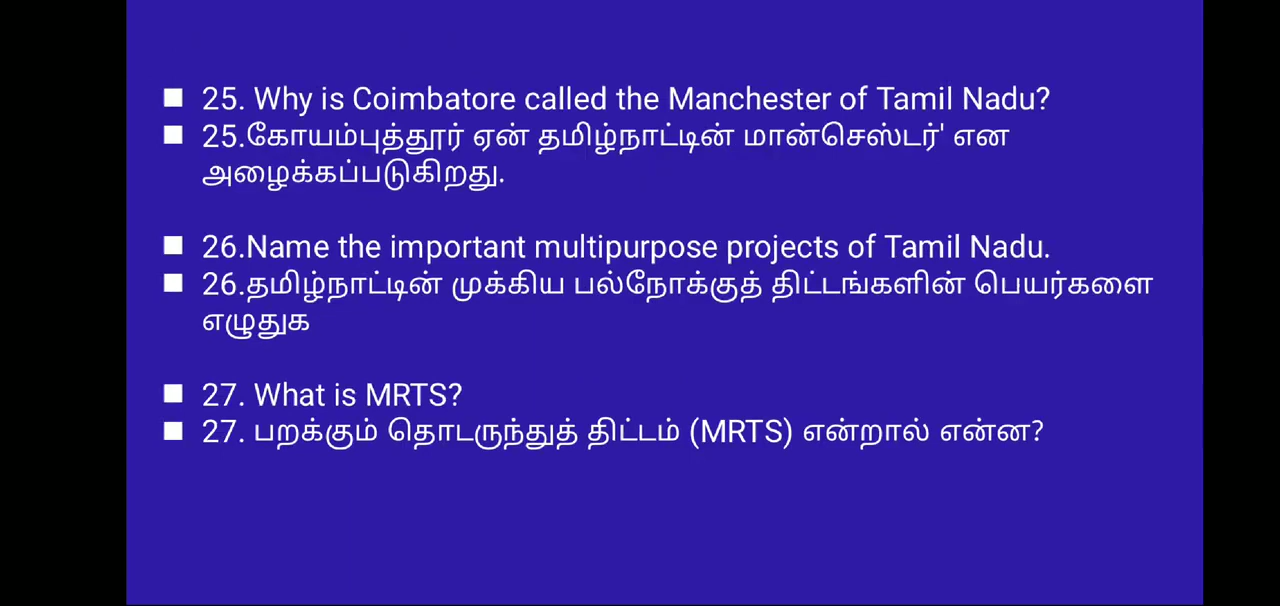 ■ 25. Why is Coimbatore called the Manchester of Tamil Nadu?
■ 25.கோயம்புத்தூர் ஏன் தமிழ்நாட்டின் மான்செஸ்டர்' என
அழைக்கப்படுகிறது.
■ 26.Name the important multipurpose projects of Tamil Nadu.
■ 26.தமிழ்நாட்டின் முக்கிய பல்நோக்குத் திட்டங்களின் பெயர்களை
எழுதுக
■ 27. What is MRTS?
■ 27. பறக்கும் தொடருந்துத் திட்டம் (MRTS) என்றால் என்ன?